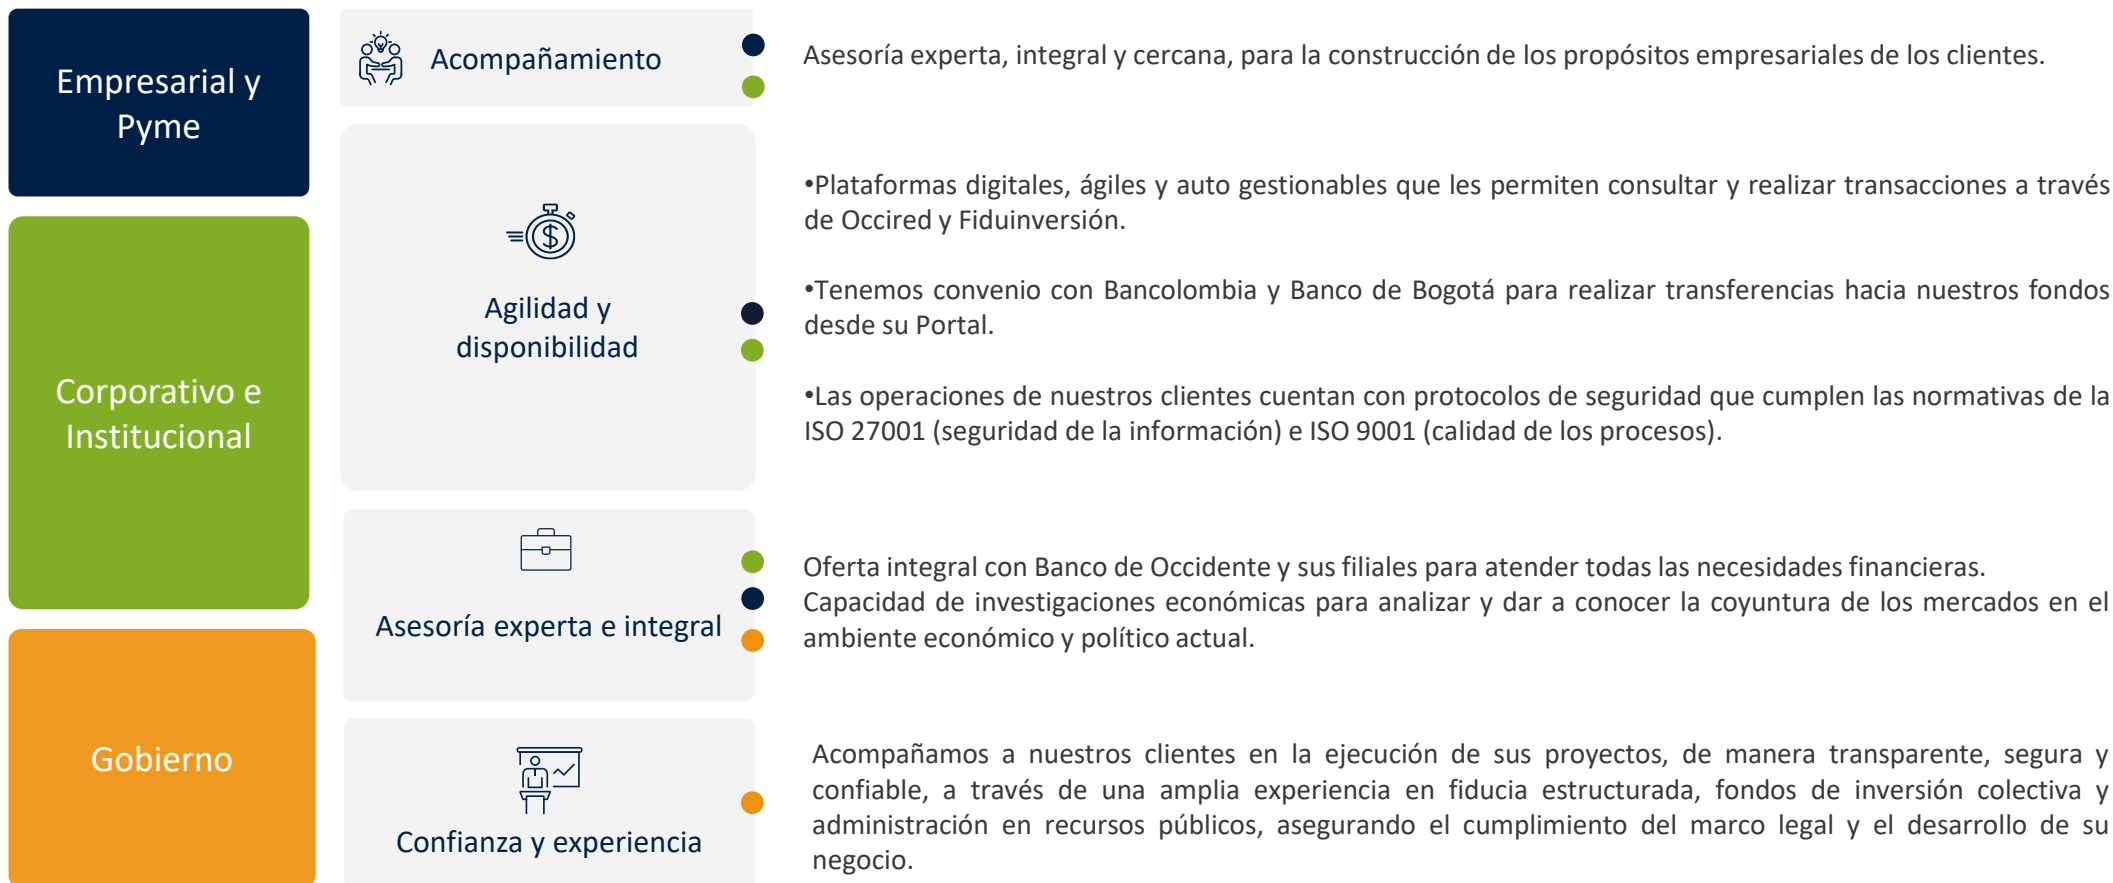 Empresarial y
Pyme
Corporativo e
Institucional
Gobierno
Acompañamiento
Asesoría experta, integral y cercana, para la construcción de los propósitos empresariales de los clientes.
Agilidad y
disponibilidad
•Plataformas digitales, ágiles y auto gestionables que les permiten consultar y realizar transacciones a través
de Occired y Fiduinversión.
•Tenemos convenio con Bancolombia y Banco de Bogotá para realizar transferencias hacia nuestros fondos
desde su Portal.
•Las operaciones de nuestros clientes cuentan con protocolos de seguridad que cumplen las normativas de la
ISO 27001 (seguridad de la información) e ISO 9001 (calidad de los procesos).
Asesoría experta e integral
Oferta integral con Banco de Occidente y sus filiales para atender todas las necesidades financieras.
Capacidad de investigaciones económicas para analizar y dar a conocer la coyuntura de los mercados en el
ambiente económico y político actual.
Confianza y experiencia
Acompañamos a nuestros clientes en la ejecución de sus proyectos, de manera transparente, segura y
confiable, a través de una amplia experiencia en fiducia estructurada, fondos de inversión colectiva y
administración en recursos públicos, asegurando el cumplimiento del marco legal y el desarrollo de su
negocio.